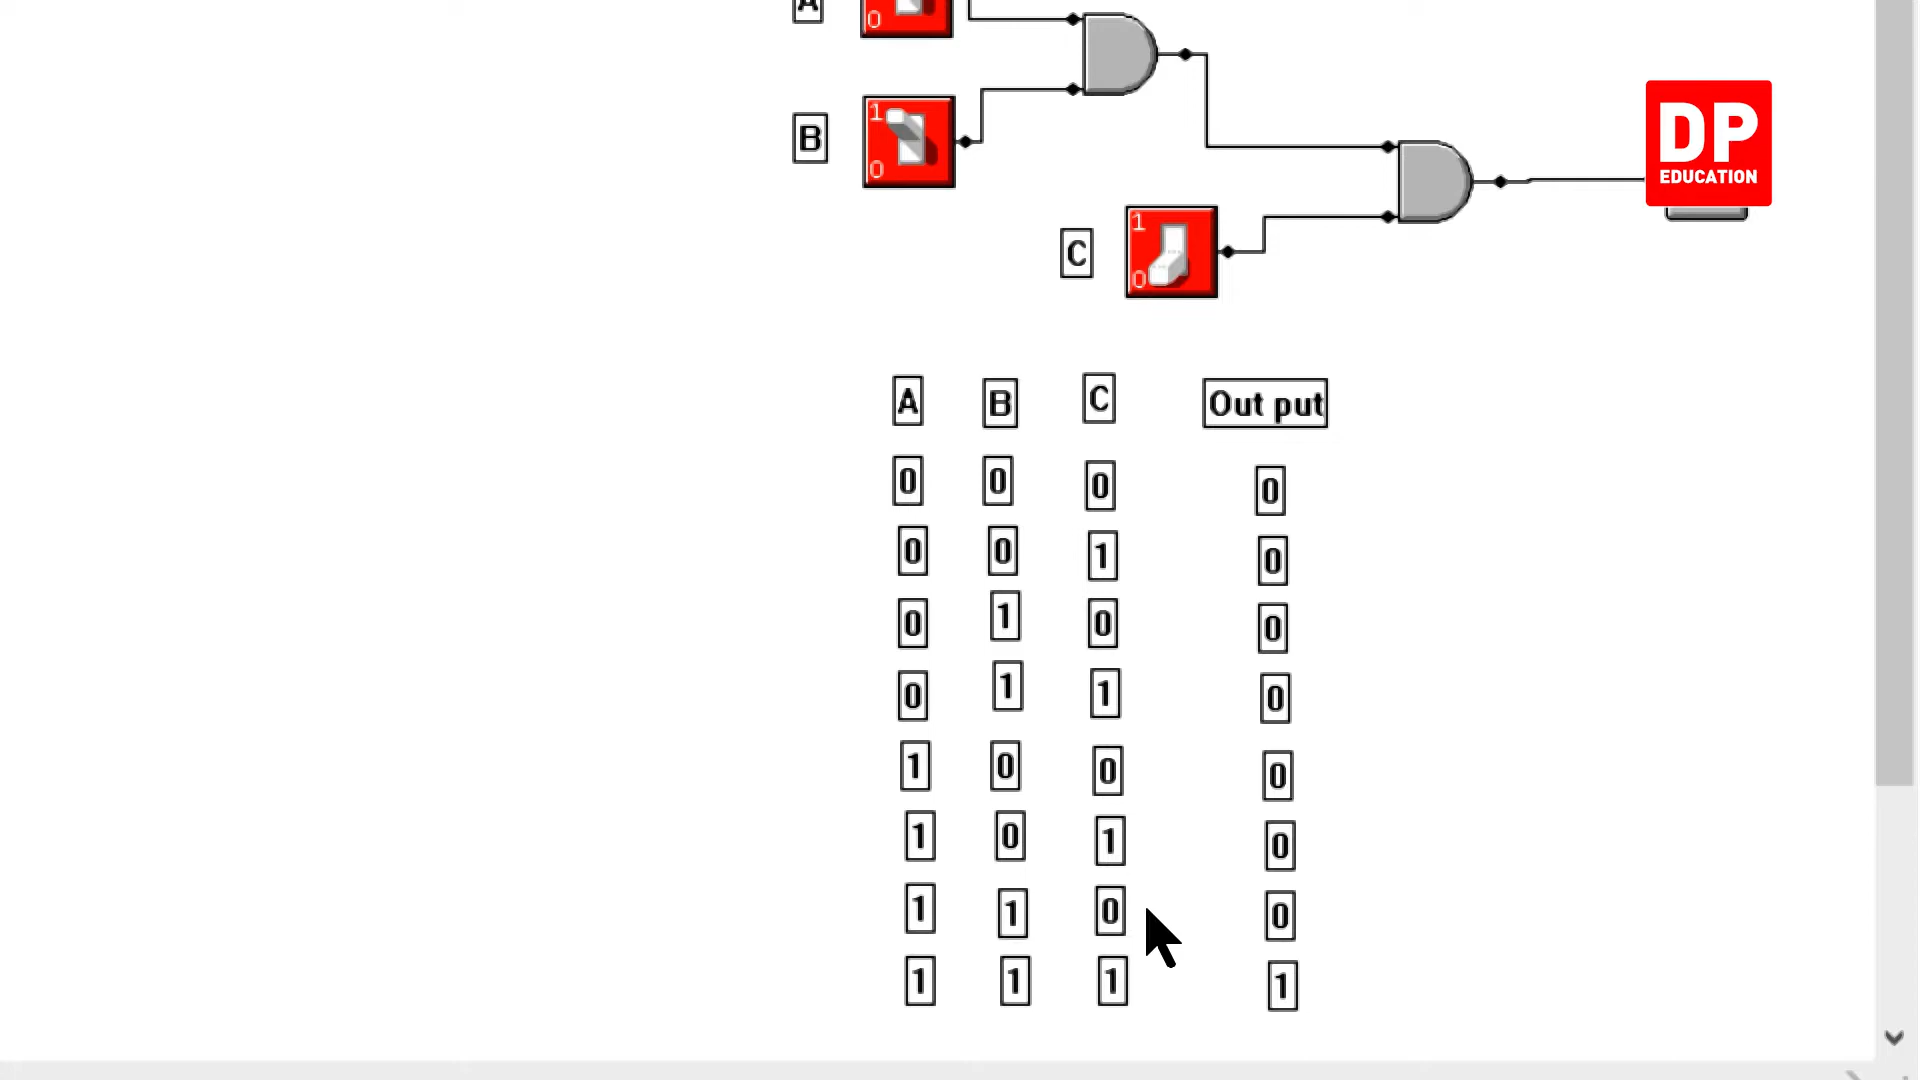 A
0
1
B
0
DP
EDUCATION
1
C
0
A B C Out put
0 0 0 0
0 0 1 0
0 1 0 0
0 1 1 0
1 0 0 0
1 0 1 0
1 1 0 0
1 1 1 1